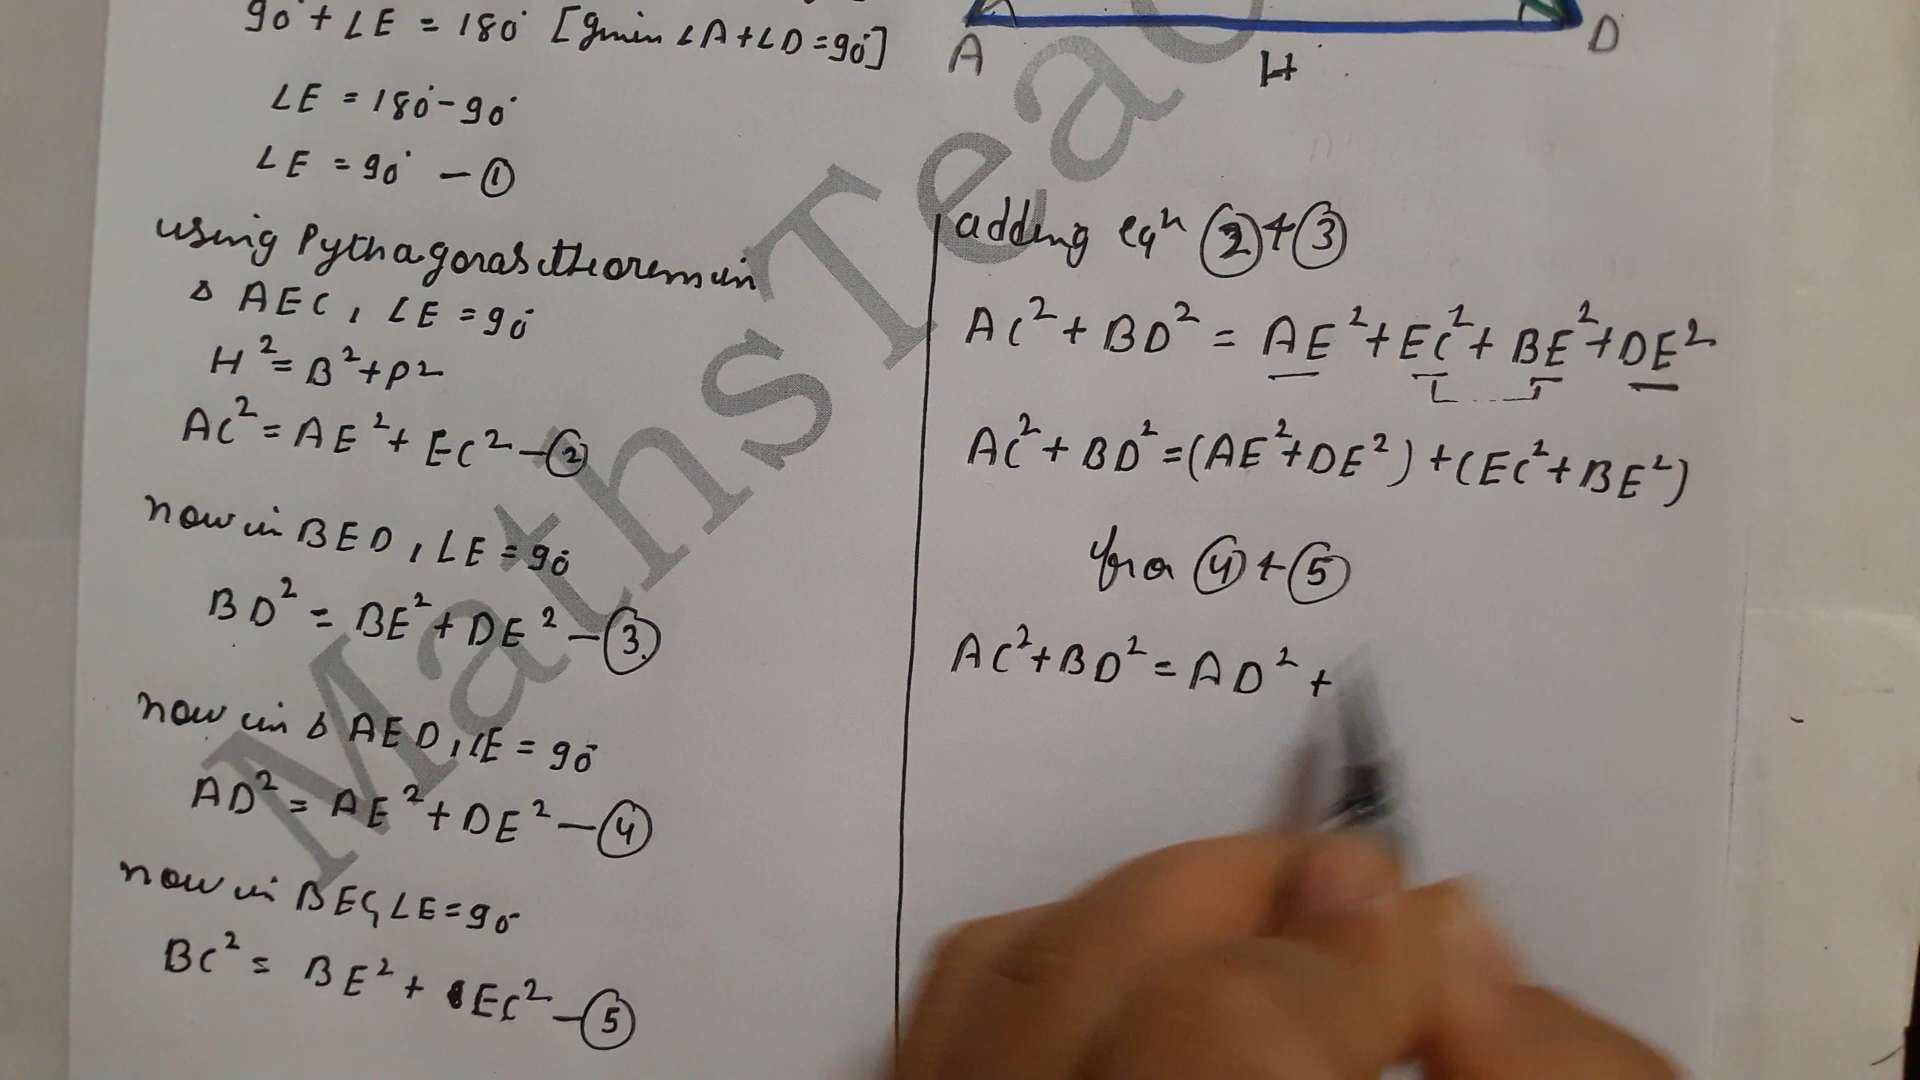 90° + ∠E = 180° [given ∠A+∠D=90°]
∠E = 180° - 90°
∠E = 90° - ①
using Pythagoras theorem in
Δ AEC, ∠E = 90°
H² = B² + P²
AC² = AE² + EC² - ②
now in BED, ∠E = 90°
BD² = BE² + DE² - ③
now in Δ AED, ∠E = 90°
AD² = AE² + DE² - ④
now in BEC, ∠E = 90°
BC² = BE² + EC² - ⑤
A
H
D
adding eqⁿ ② + ③
AC² + BD² = AE² + EC² + BE² + DE²
AC² + BD² = (AE² + DE²) + (EC² + BE²)
④ + ⑤
AC² + BD² = AD² +
MathsTeac